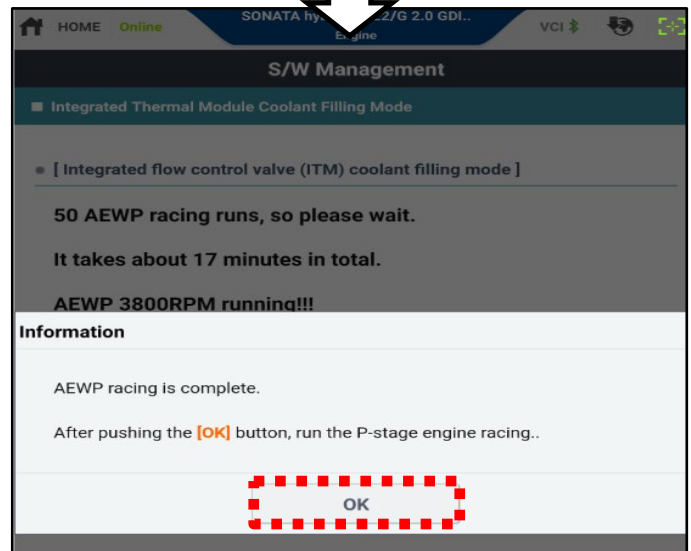 HOME Online
SONATA hy 2/G 2.0 GDI..
Engine
VCI
S/W Management
Integrated Thermal Module Coolant Filling Mode
[ Integrated flow control valve (ITM) coolant filling mode ]
50 AEWP racing runs, so please wait.
It takes about 17 minutes in total.
AEWP 3800RPM running!!!
Information
AEWP racing is complete.
After pushing the [OK] button, run the P-stage engine racing..
OK